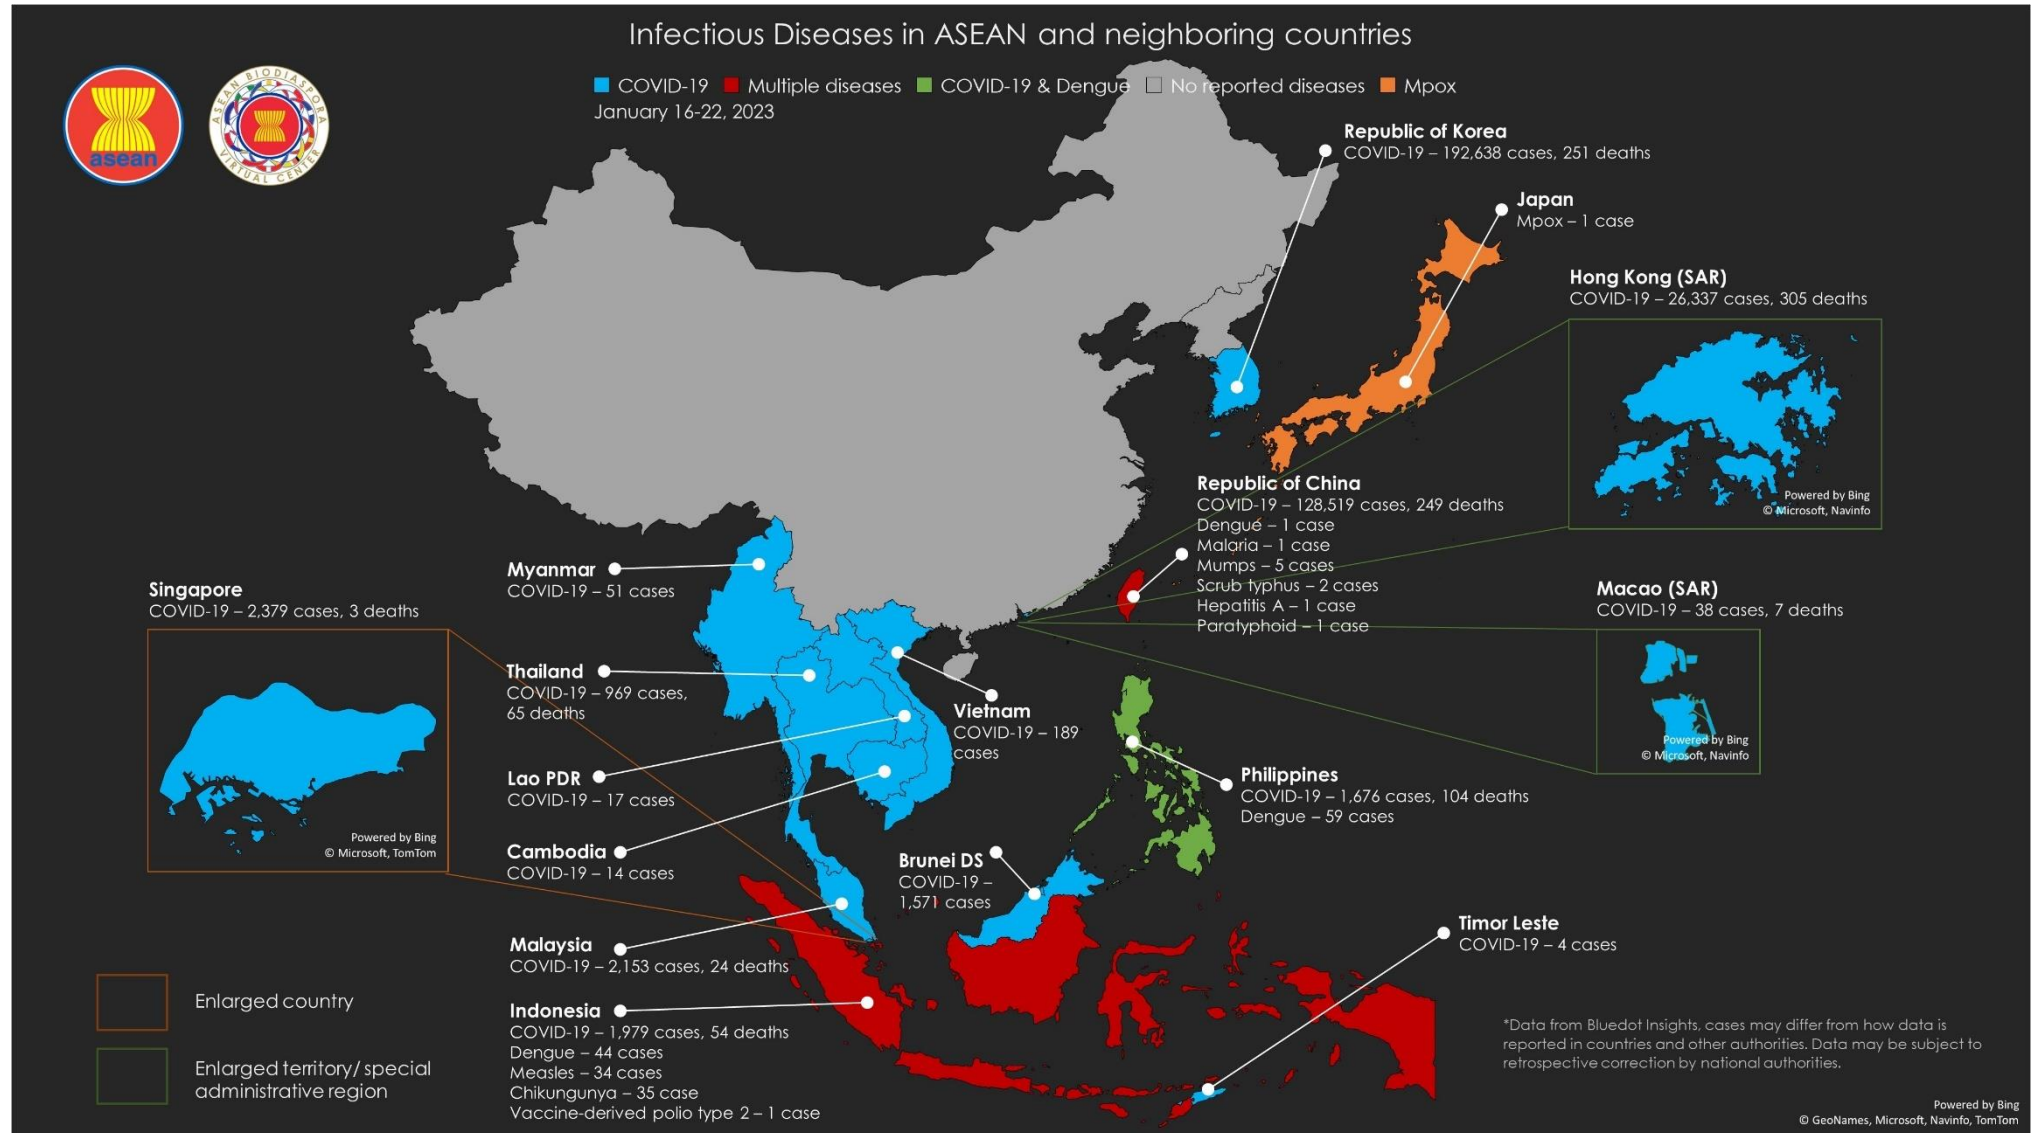 Infectious Diseases in ASEAN and neighboring countries
COVID-19 Multiple diseases COVID-19 & Dengue No reported diseases Mpox
January 16-22, 2023
asean
ASEAN BIODIASPORA
VIRTUAL CENTER
Republic of Korea
COVID-19 – 192,638 cases, 251 deaths
Japan
Mpox – 1 case
Hong Kong (SAR)
COVID-19 – 26,337 cases, 305 deaths
Powered by Bing
© Microsoft, Navinfo
Republic of China
COVID-19 – 128,519 cases, 249 deaths
Dengue – 1 case
Malaria – 1 case
Mumps – 5 cases
Scrub typhus – 2 cases
Hepatitis A – 1 case
Paratyphoid – 1 case
Macao (SAR)
COVID-19 – 38 cases, 7 deaths
Powered by Bing
© Microsoft, Navinfo
Myanmar
COVID-19 – 51 cases
Singapore
COVID-19 – 2,379 cases, 3 deaths
Powered by Bing
© Microsoft, TomTom
Thailand
COVID-19 – 969 cases,
65 deaths
Vietnam
COVID-19 – 189
cases
Lao PDR
COVID-19 – 17 cases
Philippines
COVID-19 – 1,676 cases, 104 deaths
Dengue – 59 cases
Cambodia
COVID-19 – 14 cases
Brunei DS
COVID-19 –
1,571 cases
Timor Leste
COVID-19 – 4 cases
Malaysia
COVID-19 – 2,153 cases, 24 deaths
Indonesia
COVID-19 – 1,979 cases, 54 deaths
Dengue – 44 cases
Measles – 34 cases
Chikungunya – 35 case
Vaccine-derived polio type 2 – 1 case
Enlarged country
Enlarged territory/ special
administrative region
*Data from Bluedot Insights, cases may differ from how data is
reported in countries and other authorities. Data may be subject to
retrospective correction by national authorities.
Powered by Bing
© GeoNames, Microsoft, Navinfo, TomTom